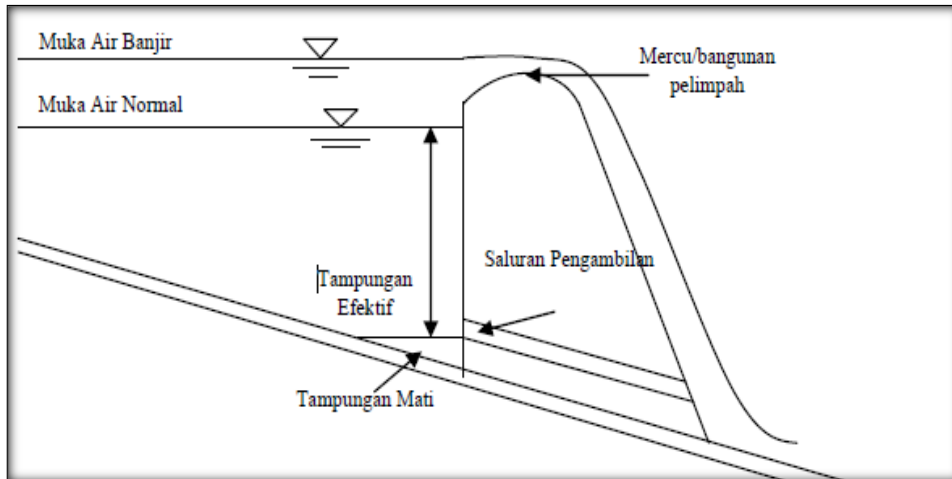 Muka Air Banjir
Mercu/bangunan
pelimpah
Muka Air Normal
Saluran Pengambilan
Tampungan
Efektif
Tampungan Mati